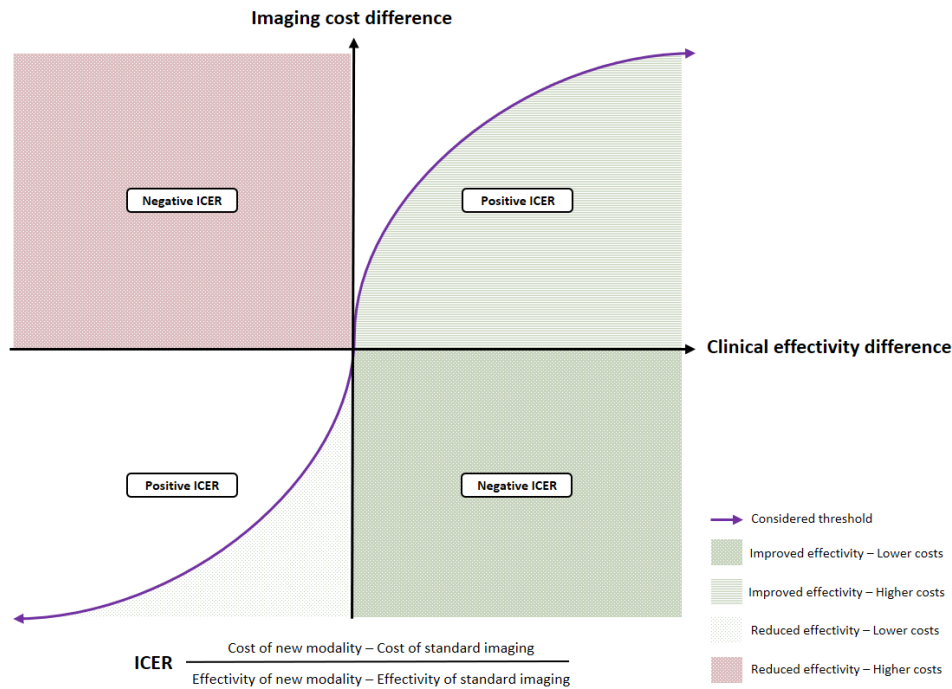 Imaging cost difference
Negative ICER
Positive ICER
Clinical effectivity difference
Positive ICER
Negative ICER
Considered threshold
Improved effectivity – Lower costs
Improved effectivity – Higher costs
Reduced effectivity – Lower costs
Reduced effectivity – Higher costs
Cost of new modality – Cost of standard imaging
ICER
Effectivity of new modality – Effectivity of standard imaging